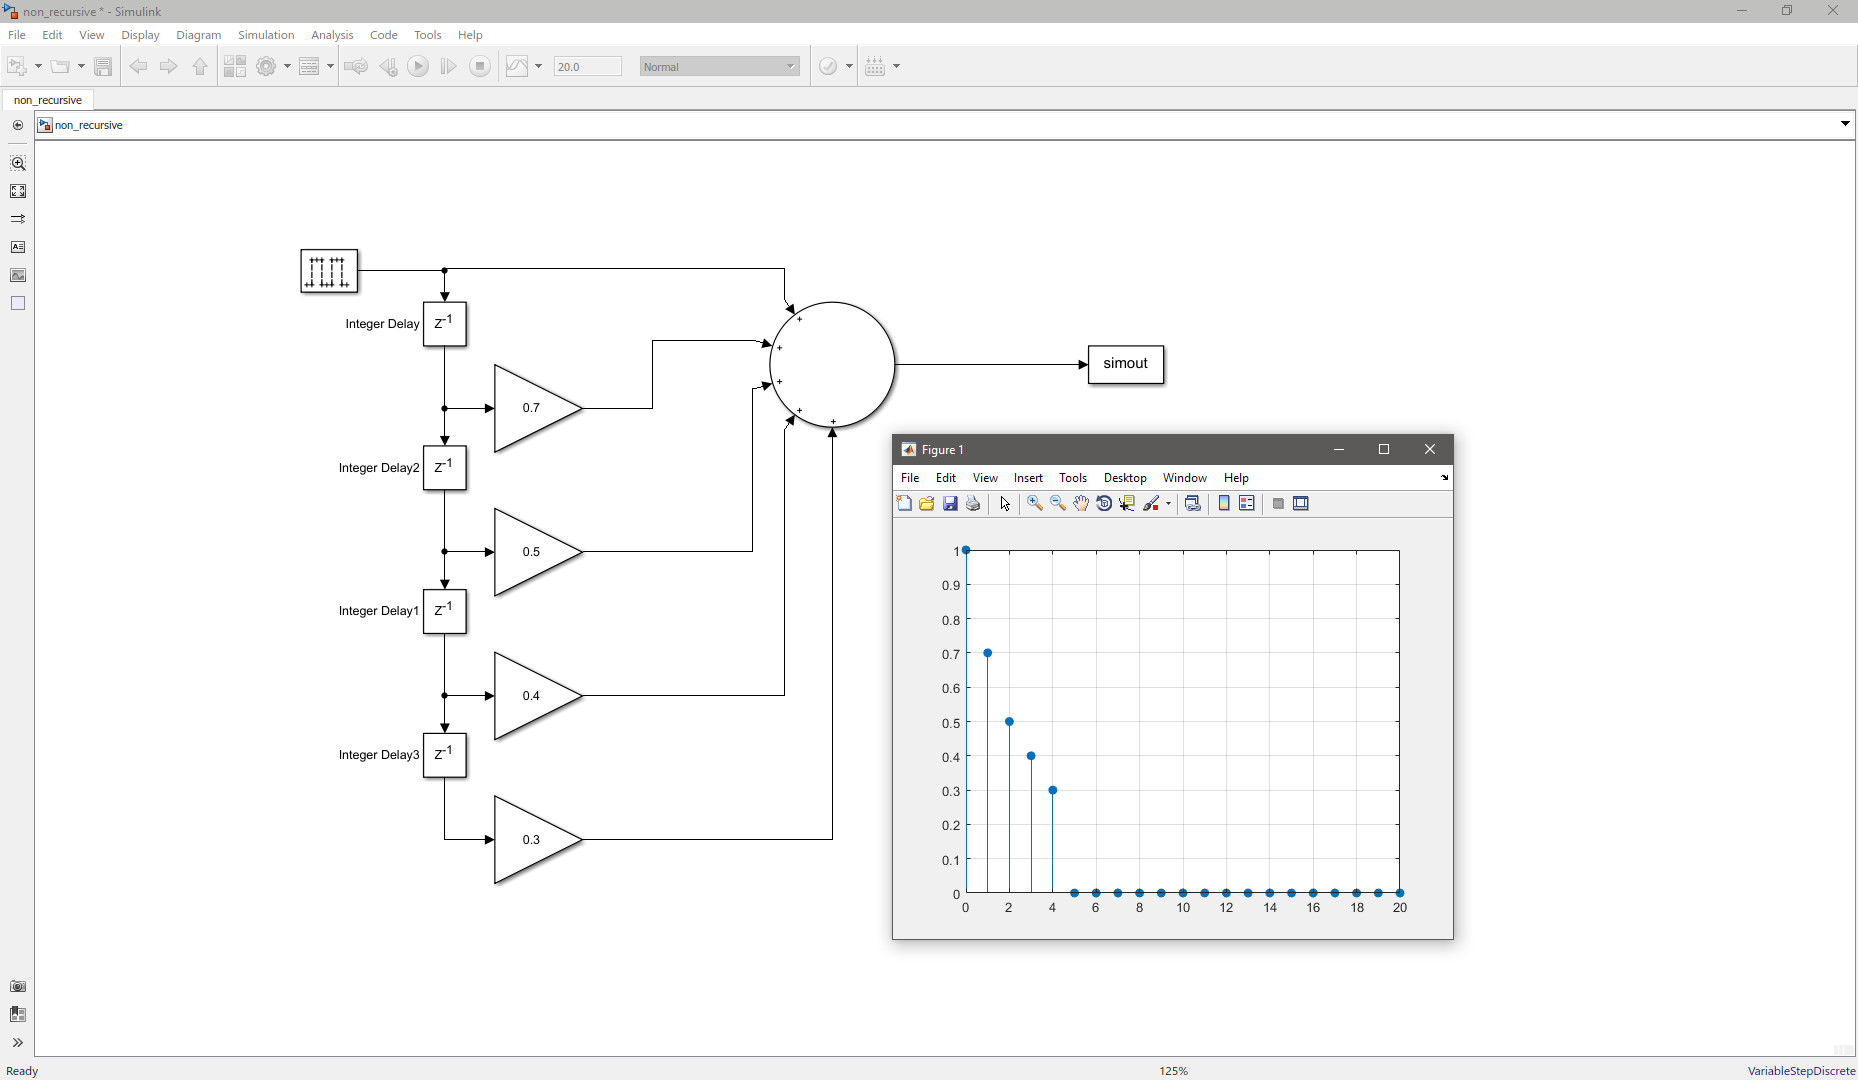 non_recursive * - Simulink
File Edit View Display Diagram Simulation Analysis Code Tools Help
20.0 Normal
non_recursive
non_recursive
Integer Delay Z-1
0.7
Integer Delay2 Z-1
0.5
Integer Delay1 Z-1
0.4
Integer Delay3 Z-1
0.3
simout
Figure 1
File Edit View Insert Tools Desktop Window Help
1
0.9
0.8
0.7
0.6
0.5
0.4
0.3
0.2
0.1
0
0 2 4 6 8 10 12 14 16 18 20
Ready 125% VariableStepDiscrete